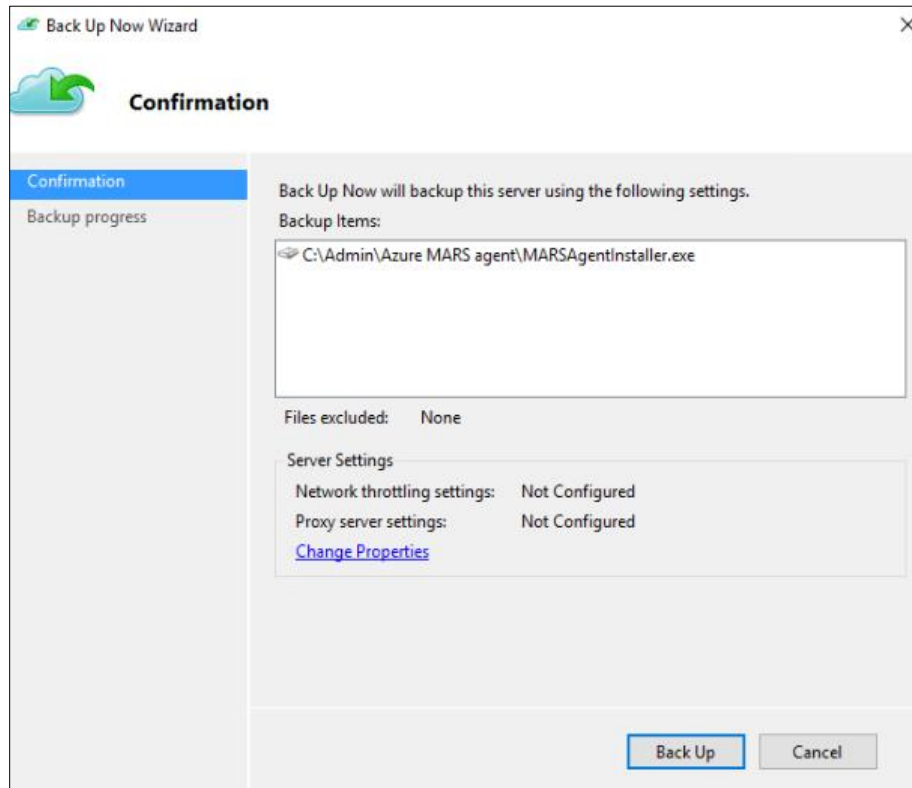 Back Up Now Wizard
Confirmation
Confirmation
Backup progress
Back Up Now will backup this server using the following settings.
Backup Items:
C:\Admin\Azure MARS agent\MARSAgentInstaller.exe
Files excluded: None
Server Settings
Network throttling settings: Not Configured
Proxy server settings: Not Configured
Change Properties
Back Up Cancel